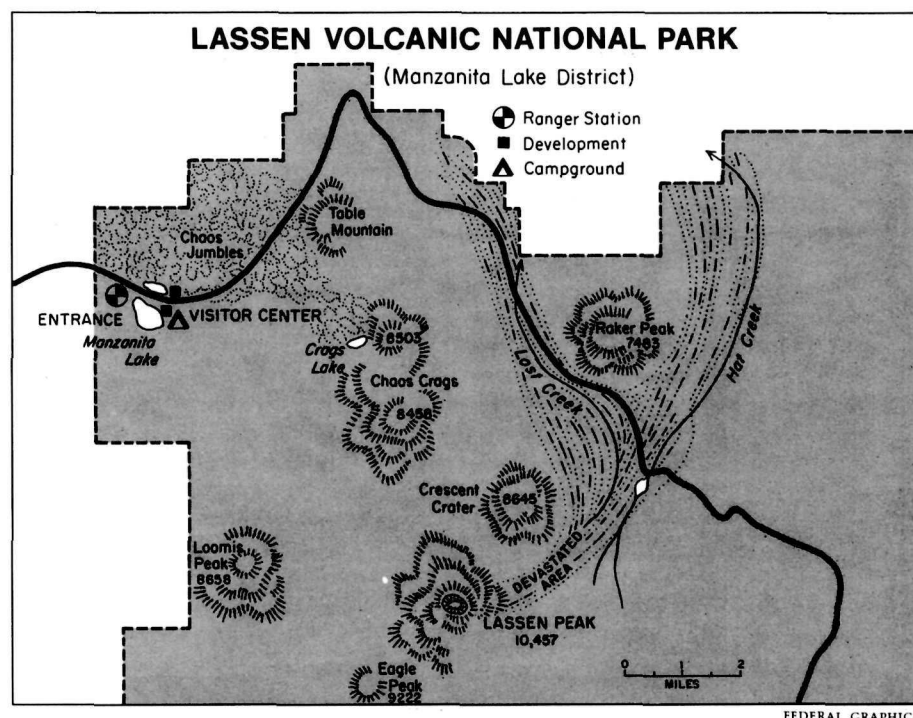 LASSEN VOLCANIC NATIONAL PARK
(Manzanita Lake District)
Ranger Station
Development
Campground
Table
Mountain
Chaos
Jumbles
ENTRANCE
VISITOR CENTER
Manzanita
Lake
Crags
Lake
8503
Chaos Crags
8458
Raker Peak
7483
Lost Creek
Hat Creek
Crescent
Crater
8645
Loomis
Peak
8658
DEVASTATED
AREA
LASSEN PEAK
10,457
Eagle
Peak
9222
0 1 2
MILES
FEDERAL GRAPHIC